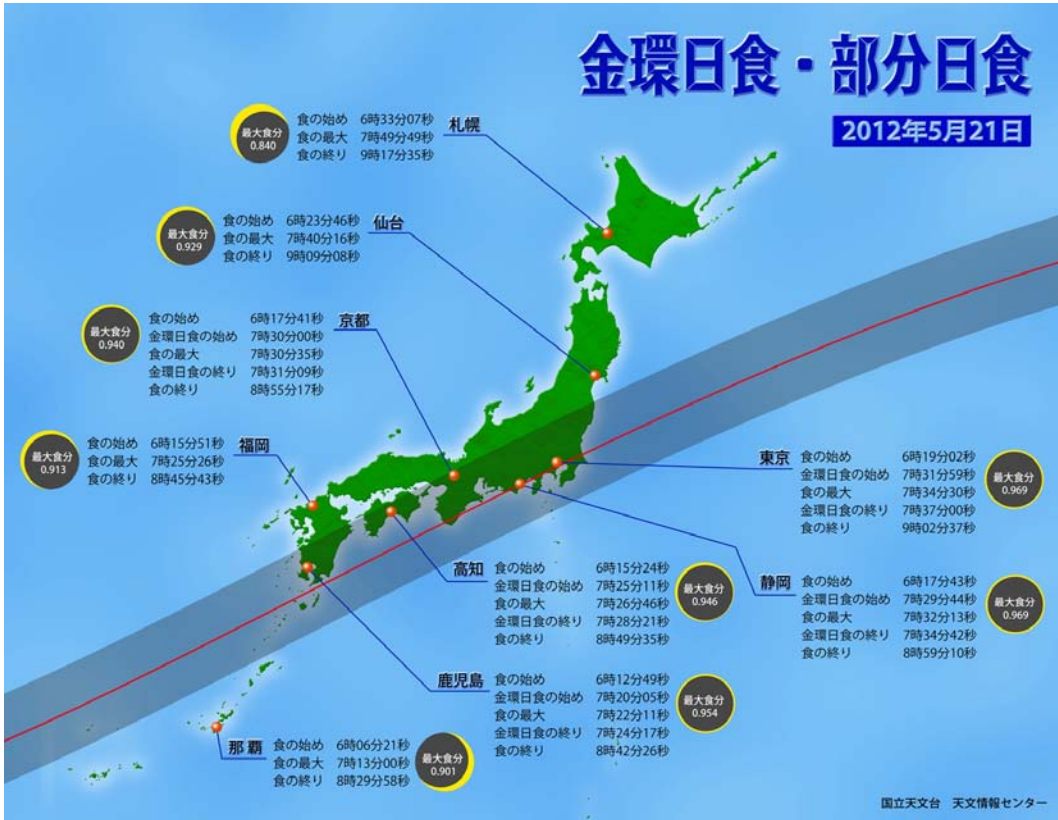 金環日食・部分日食
2012年5月21日
札幌
最大食分
0.840
食の始め 6時33分07秒
食の最大 7時49分49秒
食の終り 9時17分35秒
仙台
最大食分
0.929
食の始め 6時23分46秒
食の最大 7時40分16秒
食の終り 9時09分08秒
京都
最大食分
0.940
食の始め 6時17分41秒
金環日食の始め 7時30分00秒
食の最大 7時30分35秒
金環日食の終り 7時31分09秒
食の終り 8時55分17秒
福岡
最大食分
0.913
食の始め 6時15分51秒
食の最大 7時25分26秒
食の終り 8時45分43秒
東京
食の始め 6時19分02秒
金環日食の始め 7時31分59秒
食の最大 7時34分30秒
金環日食の終り 7時37分00秒
食の終り 9時02分37秒
最大食分
0.969
高知
食の始め 6時15分24秒
金環日食の始め 7時25分11秒
食の最大 7時26分46秒
金環日食の終り 7時28分21秒
食の終り 8時49分35秒
最大食分
0.946
静岡
食の始め 6時17分43秒
金環日食の始め 7時29分44秒
食の最大 7時32分13秒
金環日食の終り 7時34分42秒
食の終り 8時59分10秒
最大食分
0.969
鹿児島
食の始め 6時12分49秒
金環日食の始め 7時20分05秒
食の最大 7時22分11秒
金環日食の終り 7時24分17秒
食の終り 8時42分26秒
最大食分
0.954
那覇
食の始め 6時06分21秒
食の最大 7時13分00秒
食の終り 8時29分58秒
最大食分
0.901
国立天文台 天文情報センター